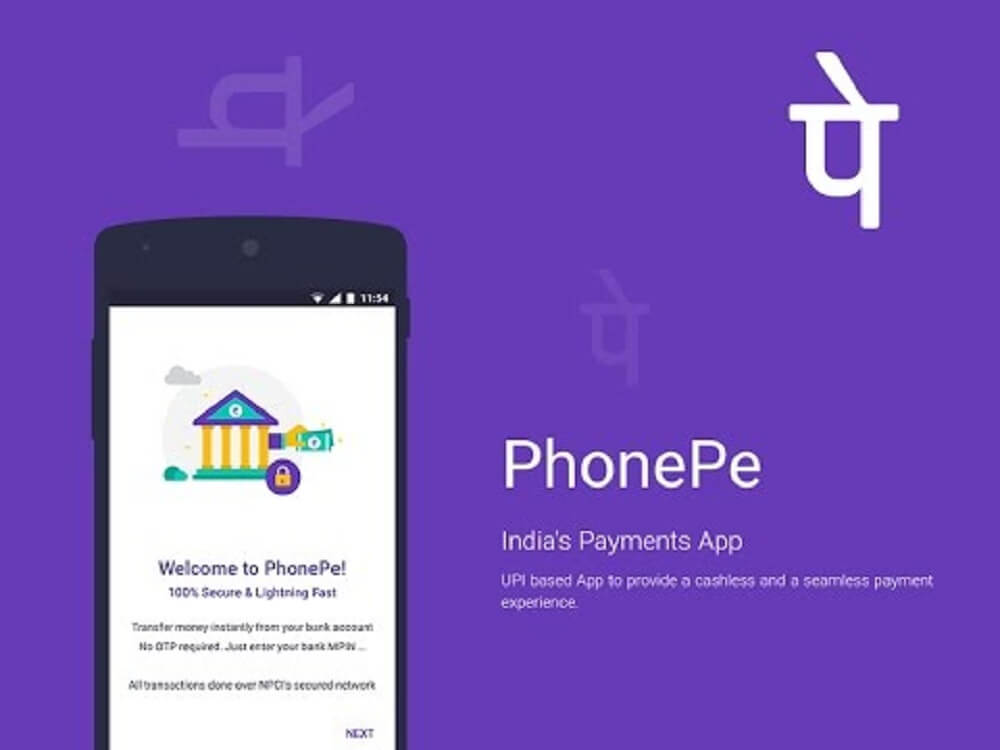 पे
पे
11:54
पे
Welcome to PhonePe!
100% Secure & Lightning Fast
Transfer money instantly from your bank account
No OTP required. Just enter your bank MPIN ...
All transactions done over NPCI's secured network
NEXT
PhonePe
India's Payments App
UPI based App to provide a cashless and a seamless payment
experience.